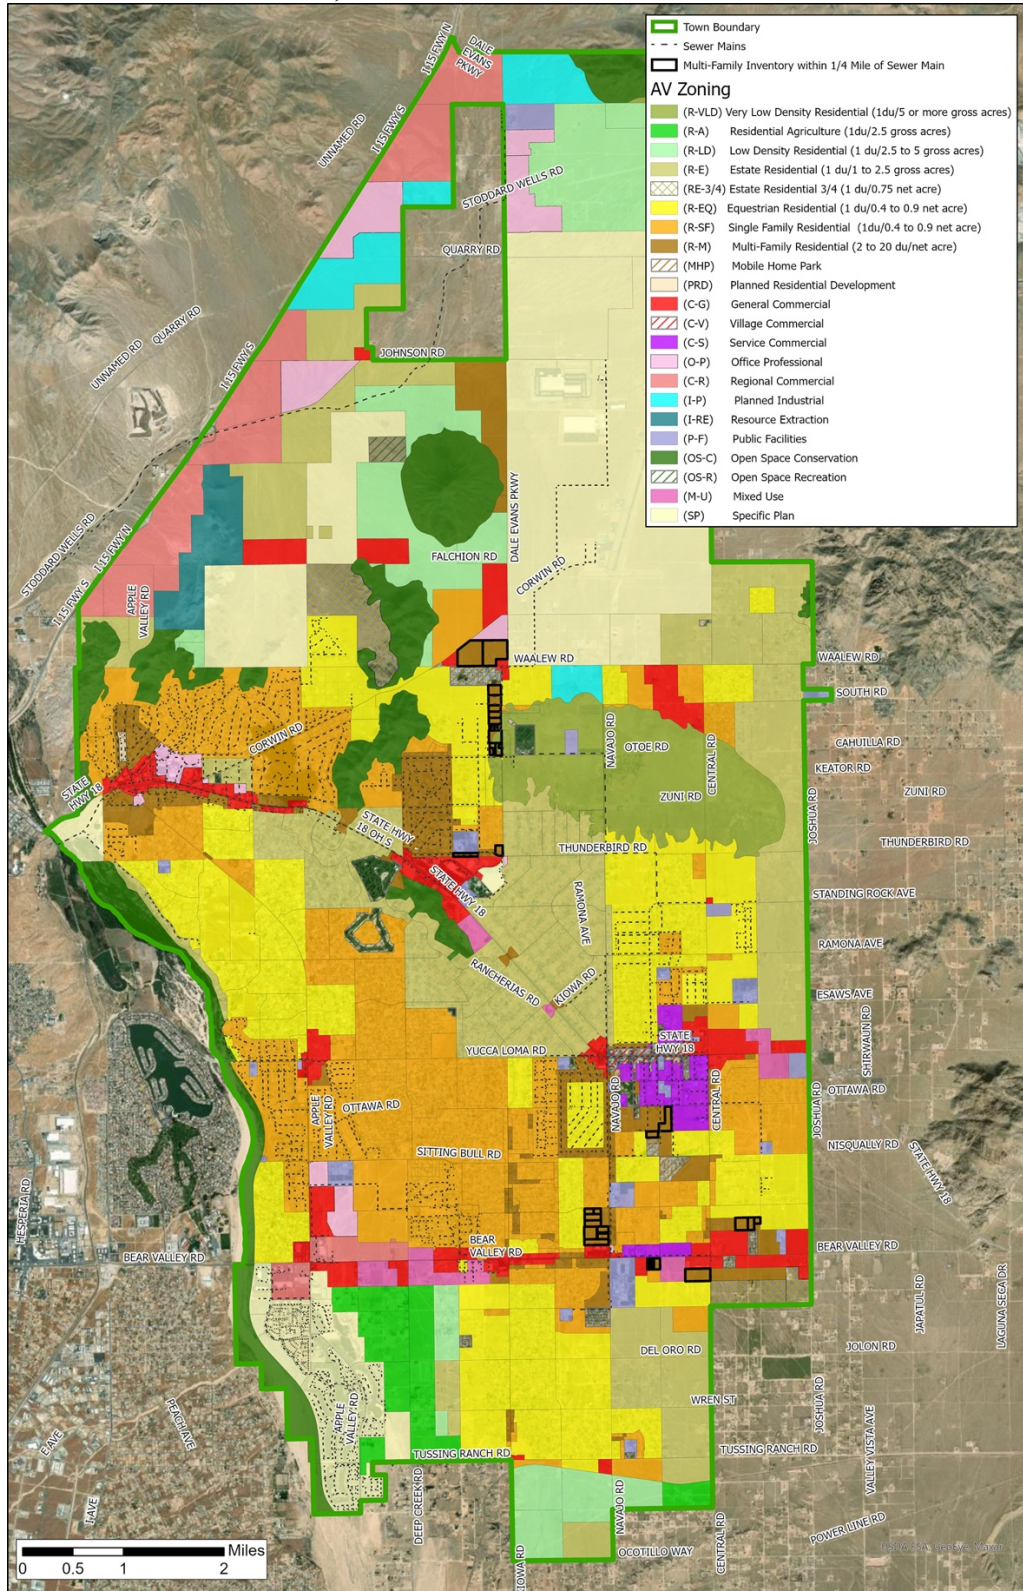 Town Boundary
Sewer Mains
Multi-Family Inventory within 1/4 Mile of Sewer Main
AV Zoning
(R-VLD) Very Low Density Residential (1du/5 or more gross acres)
(R-A) Residential Agriculture (1du/2.5 gross acres)
(R-LD) Low Density Residential (1 du/2.5 to 5 gross acres)
(R-E) Estate Residential (1 du/1 to 2.5 gross acres)
(RE-3/4) Estate Residential 3/4 (1 du/0.75 net acre)
(R-EQ) Equestrian Residential (1 du/0.4 to 0.9 net acre)
(R-SF) Single Family Residential (1du/0.4 to 0.9 net acre)
(R-M) Multi-Family Residential (2 to 20 du/net acre)
(MHP) Mobile Home Park
(PRD) Planned Residential Development
(C-G) General Commercial
(C-V) Village Commercial
(C-S) Service Commercial
(O-P) Office Professional
(C-R) Regional Commercial
(I-P) Planned Industrial
(I-RE) Resource Extraction
(P-F) Public Facilities
(OS-C) Open Space Conservation
(OS-R) Open Space Recreation
(M-U) Mixed Use
(SP) Specific Plan
I 15 FWY N
DALE
EVANS
PKWY
I 15 FWY S
UNNAMED RD
STODDARD WELLS RD
QUARRY RD
QUARRY RD
UNNAMED RD
I 15 FWY S
JOHNSON RD
DALE EVANS PKWY
STODDARD WELLS RD
I 15 FWY N
I 15 FWY S
APPLE
VALLEY RD
FALCHION RD
CORWIN RD
WAALEW RD
WAALEW RD
SOUTH RD
CORWIN RD
NAVAJO RD
OTOE RD
CENTRAL RD
CAHUILLA RD
KEATOR RD
STATE
HWY 18
ZUNI RD
ZUNI RD
JOSHUA RD
STATE HWY
18 OH S
THUNDERBIRD RD
THUNDERBIRD RD
STATE HWY 18
RAMONA AVE
STANDING ROCK AVE
RAMONA AVE
RANCHERIAS RD
KIOWA RD
ESAWS AVE
SHIRWAUN RD
YUCCA LOMA RD
STATE
HWY 18
APPLE
VALLEY RD
OTTAWA RD
NAVAJO RD
CENTRAL RD
JOSHUA RD
OTTAWA RD
SITTING BULL RD
NISQUALLY RD
STATE HWY 18
HESPERIA RD
BEAR VALLEY RD
BEAR
VALLEY RD
BEAR VALLEY RD
JAPATUL RD
LAGUNA SECA DR
DEL ORO RD
JOLON RD
WREN ST
JOSHUA RD
PEACH AVE
E AVE
I AVE
APPLE
VALLEY RD
TUSSING RANCH RD
TUSSING RANCH RD
VALLEY VISTA AVE
DEEP CREEK RD
NAVAJO RD
CENTRAL RD
POWER LINE RD
KIOWA RD
OCOTILLO WAY
0 0.5 1 2 Miles